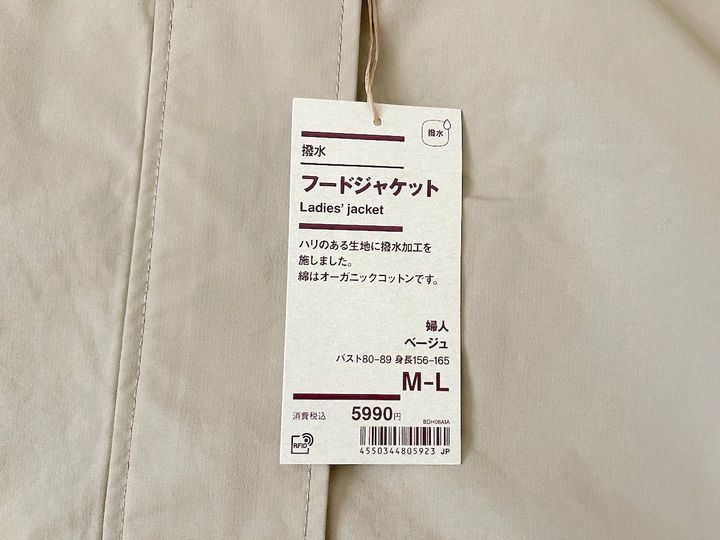 撥水
撥水
フードジャケット
Ladies' jacket
ハリのある生地に撥水加工を
施しました。
綿はオーガニックコットンです。
婦人
ベージュ
バスト80-89 身長156-165
M-L
消費税込 5990円
RFID
4550344805923 JP